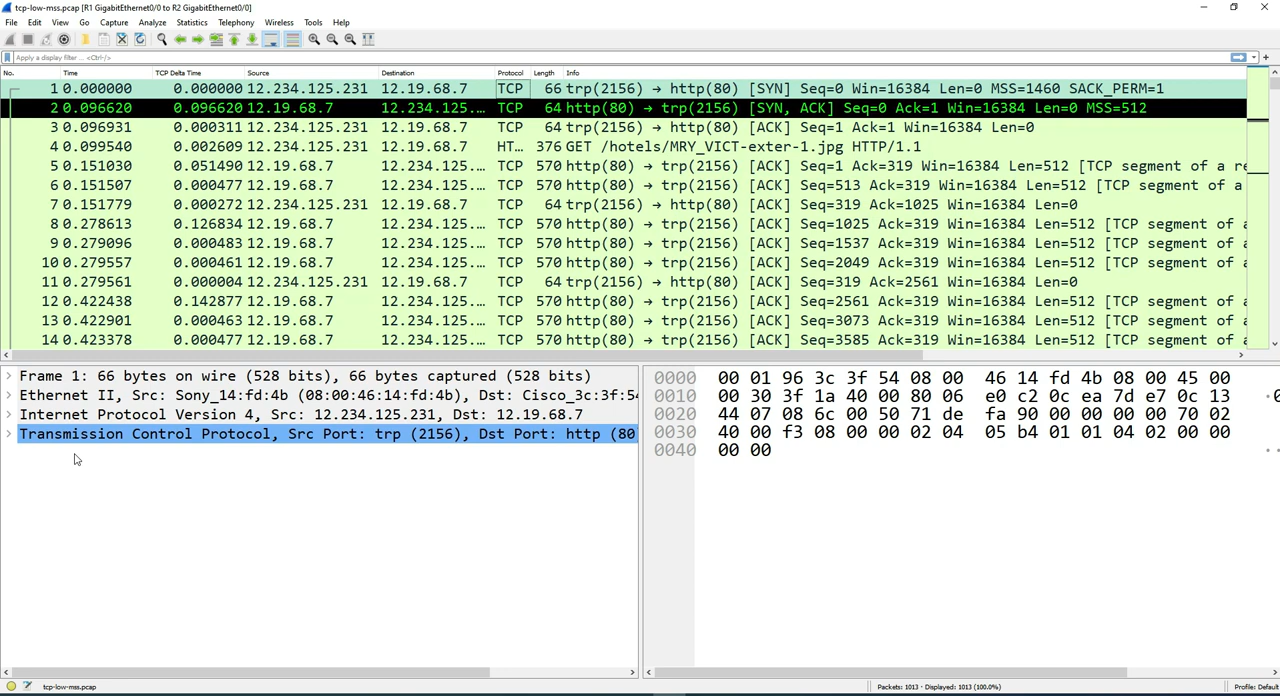 tcp-low-mss.pcap [R1 GigabitEthernet0/0 to R2 GigabitEthernet0/0]
File Edit View Go Capture Analyze Statistics Telephony Wireless Tools Help
Apply a display filter ... <Ctrl-/>
No. Time TCP Delta Time Source Destination Protocol Length Info
1 0.000000 0.000000 12.234.125.231 12.19.68.7 TCP 66 trp(2156) → http(80) [SYN] Seq=0 Win=16384 Len=0 MSS=1460 SACK_PERM=1
2 0.096620 0.096620 12.19.68.7 12.234.125.… TCP 64 http(80) → trp(2156) [SYN, ACK] Seq=0 Ack=1 Win=16384 Len=0 MSS=512
3 0.096931 0.000311 12.234.125.231 12.19.68.7 TCP 64 trp(2156) → http(80) [ACK] Seq=1 Ack=1 Win=16384 Len=0
4 0.099540 0.002609 12.234.125.231 12.19.68.7 HT… 376 GET /hotels/MRY_VICT-exter-1.jpg HTTP/1.1
5 0.151030 0.051490 12.19.68.7 12.234.125.… TCP 570 http(80) → trp(2156) [ACK] Seq=1 Ack=319 Win=16384 Len=512 [TCP segment of a re
6 0.151507 0.000477 12.19.68.7 12.234.125.… TCP 570 http(80) → trp(2156) [ACK] Seq=513 Ack=319 Win=16384 Len=512 [TCP segment of a
7 0.151779 0.000272 12.234.125.231 12.19.68.7 TCP 64 trp(2156) → http(80) [ACK] Seq=319 Ack=1025 Win=16384 Len=0
8 0.278613 0.126834 12.19.68.7 12.234.125.… TCP 570 http(80) → trp(2156) [ACK] Seq=1025 Ack=319 Win=16384 Len=512 [TCP segment of a
9 0.279096 0.000483 12.19.68.7 12.234.125.… TCP 570 http(80) → trp(2156) [ACK] Seq=1537 Ack=319 Win=16384 Len=512 [TCP segment of a
10 0.279557 0.000461 12.19.68.7 12.234.125.… TCP 570 http(80) → trp(2156) [ACK] Seq=2049 Ack=319 Win=16384 Len=512 [TCP segment of a
11 0.279561 0.000004 12.234.125.231 12.19.68.7 TCP 64 trp(2156) → http(80) [ACK] Seq=319 Ack=2561 Win=16384 Len=0
12 0.422438 0.142877 12.19.68.7 12.234.125.… TCP 570 http(80) → trp(2156) [ACK] Seq=2561 Ack=319 Win=16384 Len=512 [TCP segment of a
13 0.422901 0.000463 12.19.68.7 12.234.125.… TCP 570 http(80) → trp(2156) [ACK] Seq=3073 Ack=319 Win=16384 Len=512 [TCP segment of a
14 0.423378 0.000477 12.19.68.7 12.234.125.… TCP 570 http(80) → trp(2156) [ACK] Seq=3585 Ack=319 Win=16384 Len=512 [TCP segment of a
Frame 1: 66 bytes on wire (528 bits), 66 bytes captured (528 bits)
Ethernet II, Src: Sony_14:fd:4b (08:00:46:14:fd:4b), Dst: Cisco_3c:3f:54
Internet Protocol Version 4, Src: 12.234.125.231, Dst: 12.19.68.7
Transmission Control Protocol, Src Port: trp (2156), Dst Port: http (80
0000 00 01 96 3c 3f 54 08 00 46 14 fd 4b 08 00 45 00
0010 00 30 3f 1a 40 00 80 06 e0 c2 0c ea 7d e7 0c 13
0020 44 07 08 6c 00 50 71 de fa 90 00 00 00 00 70 02
0030 40 00 f3 08 00 00 02 04 05 b4 01 01 04 02 00 00
0040 00 00
tcp-low-mss.pcap
Packets: 1013 · Displayed: 1013 (100.0%)
Profile: Default